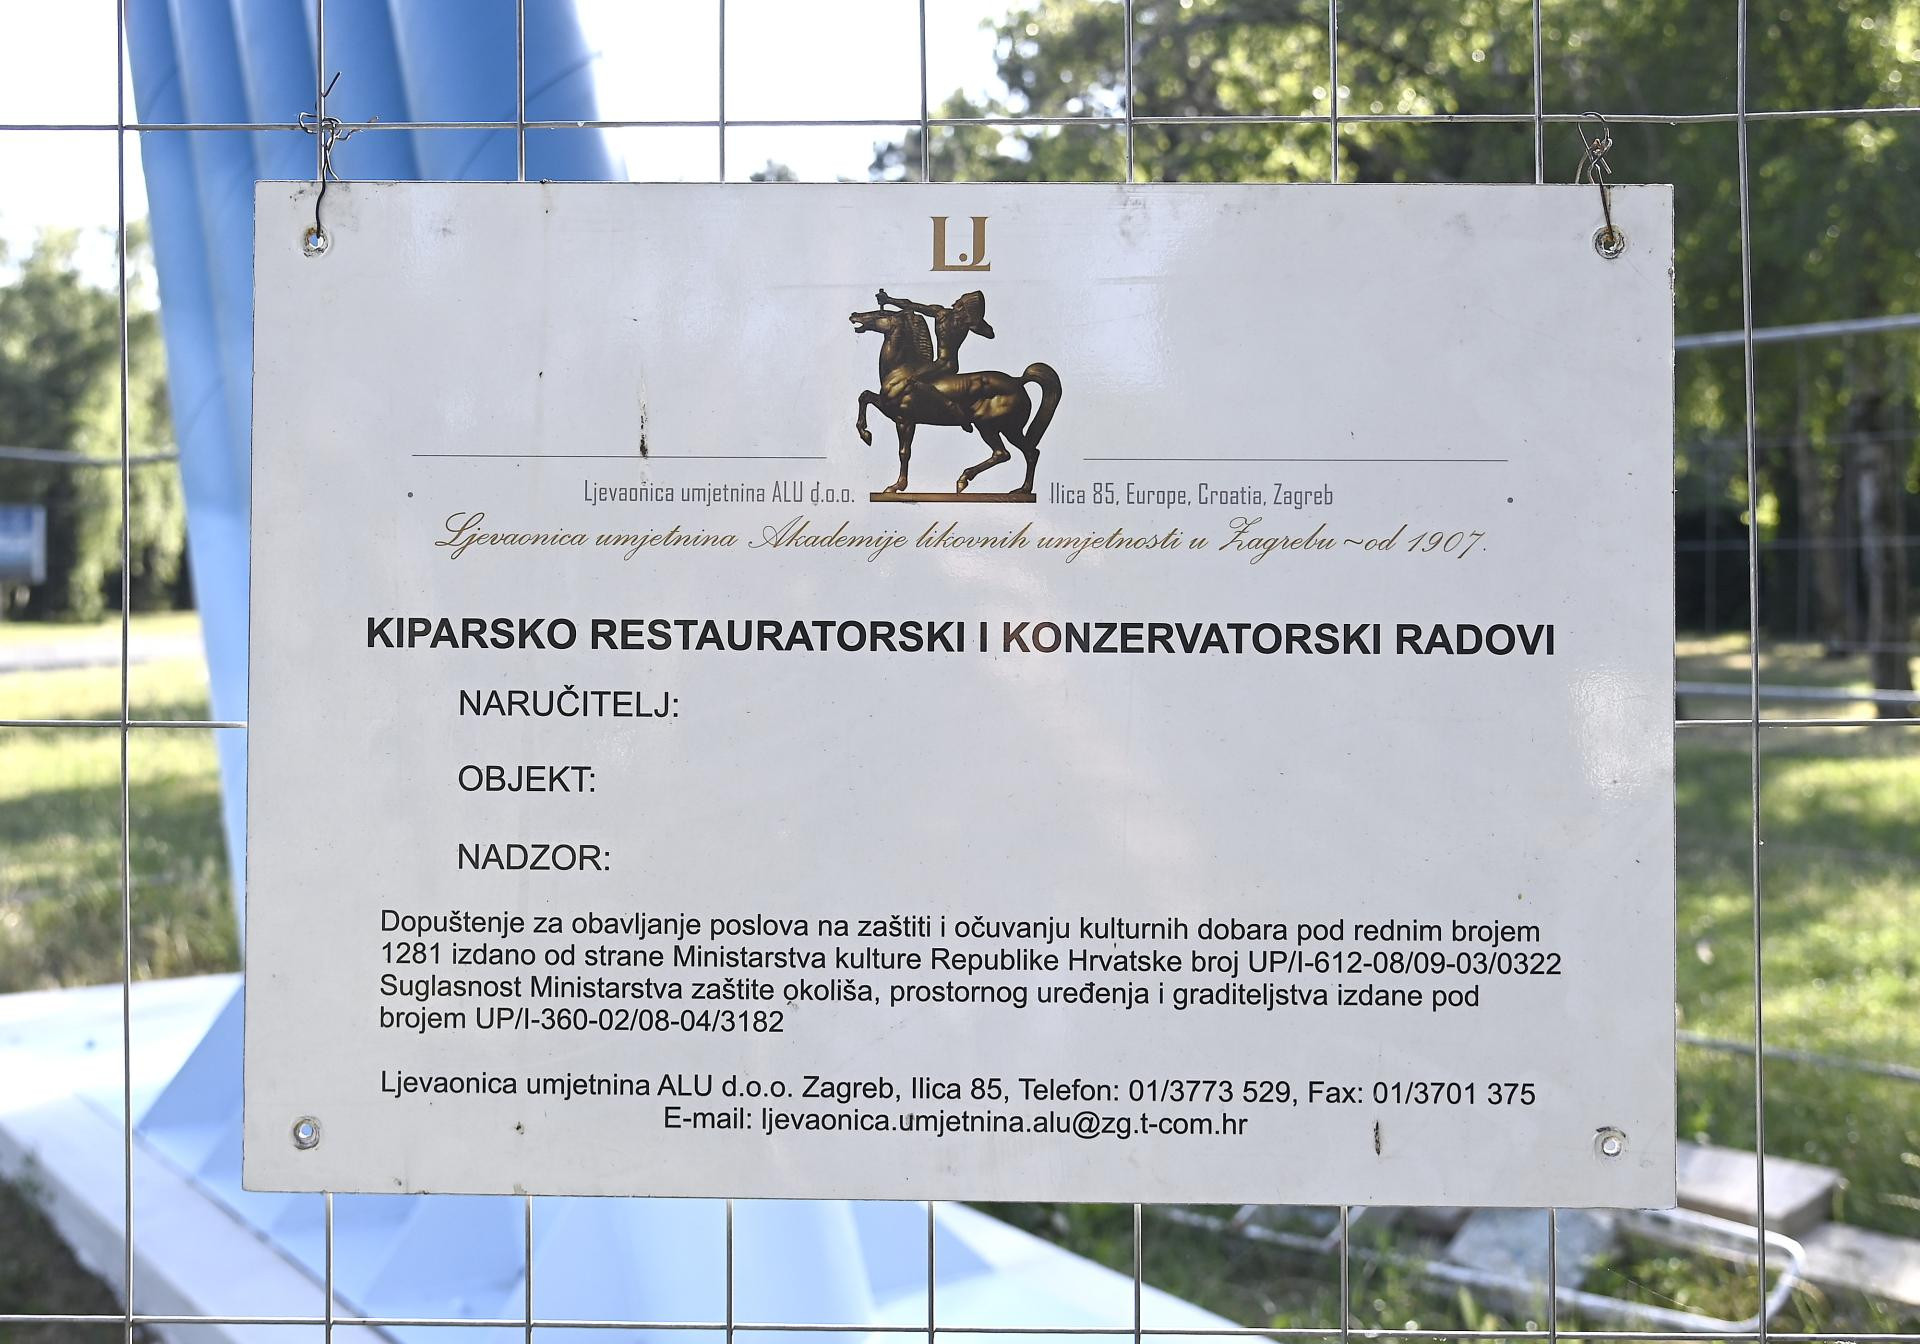 LJ
Ljevaonica umjetnina ALU d.o.o. Ilica 85, Europe, Croatia, Zagreb
Ljevaonica umjetnina Akademije likovnih umjetnosti u Zagrebu ~ od 1907.
KIPARSKO RESTAURATORSKI I KONZERVATORSKI RADOVI
NARUČITELJ:
OBJEKT:
NADZOR:
Dopuštenje za obavljanje poslova na zaštiti i očuvanju kulturnih dobara pod rednim brojem
1281 izdano od strane Ministarstva kulture Republike Hrvatske broj UP/I-612-08/09-03/0322
Suglasnost Ministarstva zaštite okoliša, prostornog uređenja i graditeljstva izdane pod
brojem UP/I-360-02/08-04/3182
Ljevaonica umjetnina ALU d.o.o. Zagreb, Ilica 85, Telefon: 01/3773 529, Fax: 01/3701 375
E-mail: ljevaonica.umjetnina.alu@zg.t-com.hr